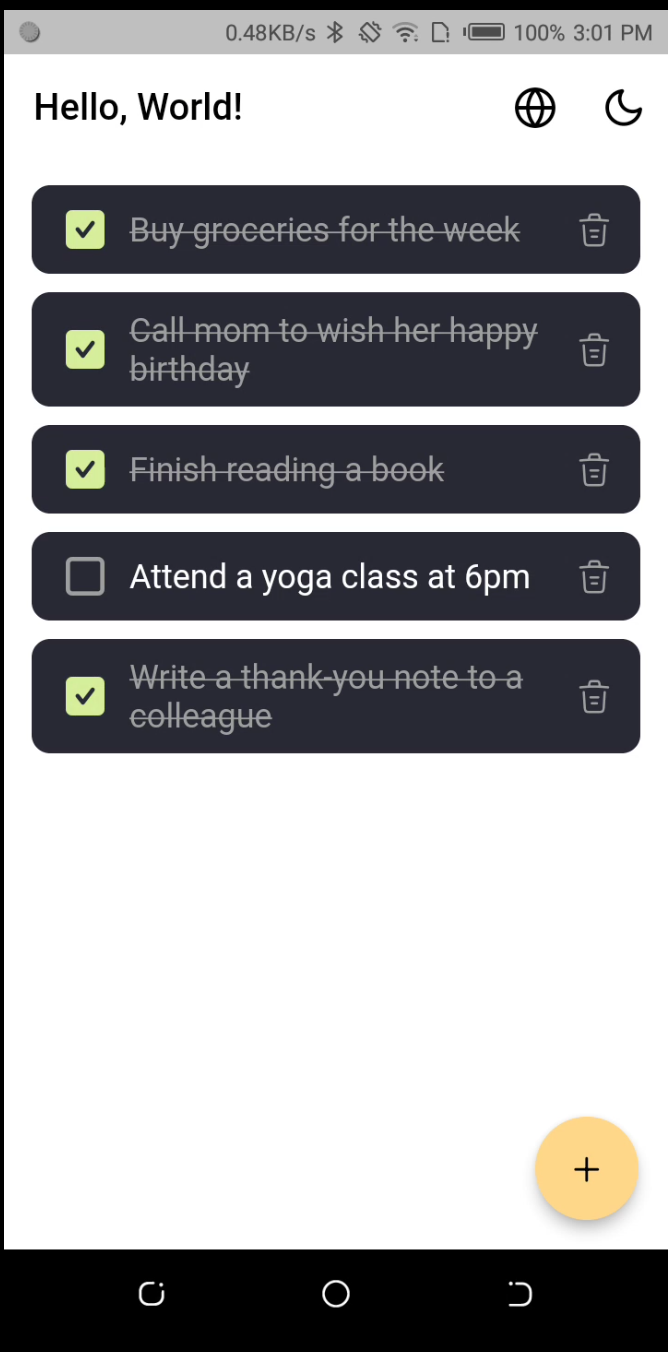 0.48KB/s 100% 3:01 PM
Hello, World!
Buy groceries for the week
Call mom to wish her happy
birthday
Finish reading a book
Attend a yoga class at 6pm
Write a thank-you note to a
colleague